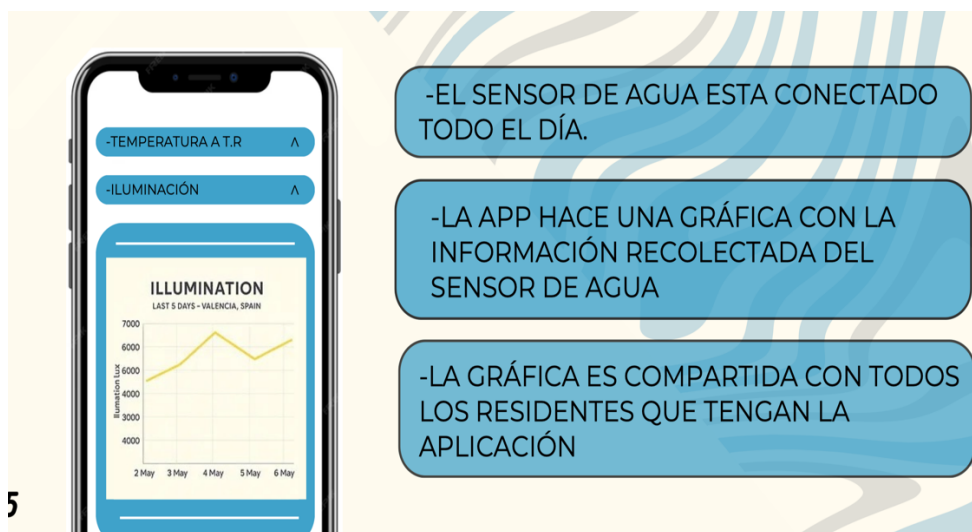 -TEMPERATURA A T.R
-ILUMINACIÓN
ILLUMINATION
LAST 5 DAYS - VALENCIA, SPAIN
7000
6000
6000
4000
3000
4000
Ilumation Lux
2 May 3 May 4 May 5 May 6 May
-EL SENSOR DE AGUA ESTA CONECTADO
TODO EL DÍA.
-LA APP HACE UNA GRÁFICA CON LA
INFORMACIÓN RECOLECTADA DEL
SENSOR DE AGUA
-LA GRÁFICA ES COMPARTIDA CON TODOS
LOS RESIDENTES QUE TENGAN LA
APLICACIÓN
5